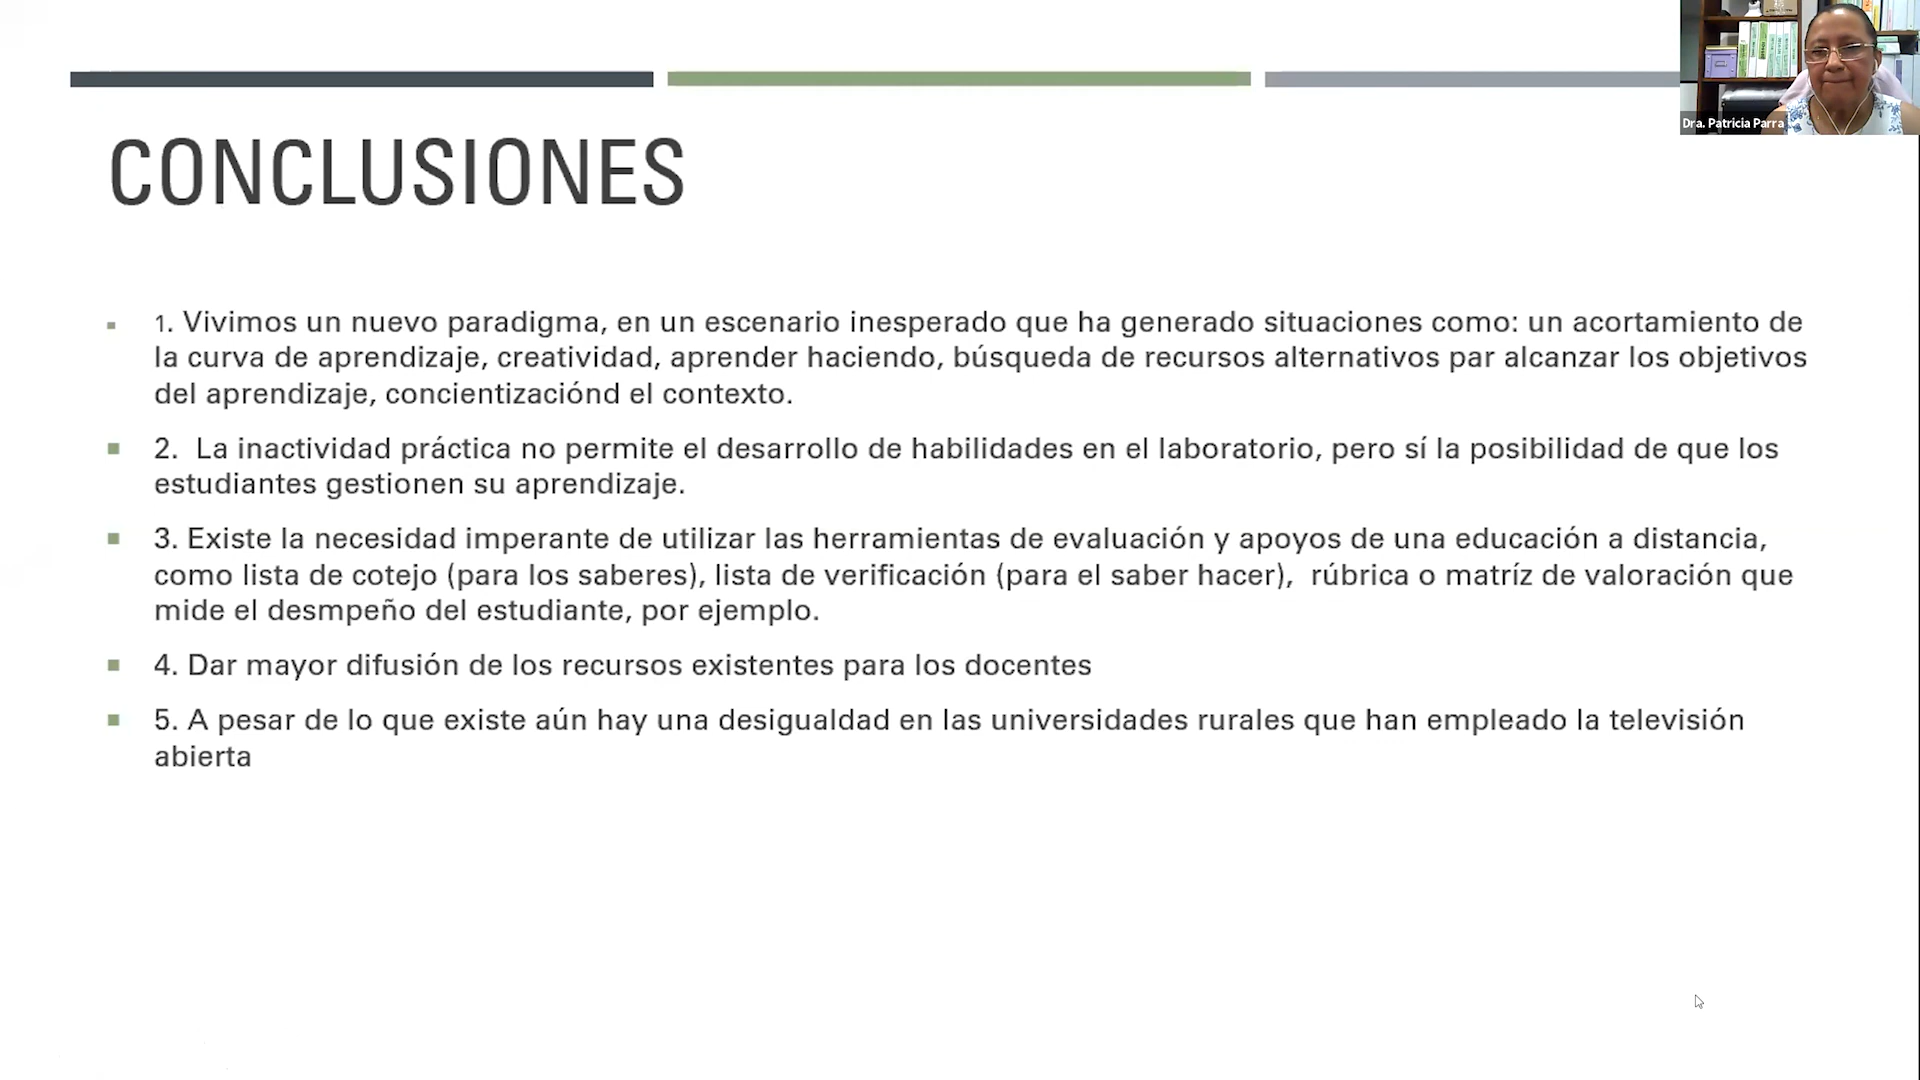 Dra. Patricia Parra
CONCLUSIONES
1. Vivimos un nuevo paradigma, en un escenario inesperado que ha generado situaciones como: un acortamiento de
la curva de aprendizaje, creatividad, aprender haciendo, búsqueda de recursos alternativos par alcanzar los objetivos
del aprendizaje, concientizaciónd el contexto.
2. La inactividad práctica no permite el desarrollo de habilidades en el laboratorio, pero sí la posibilidad de que los
estudiantes gestionen su aprendizaje.
3. Existe la necesidad imperante de utilizar las herramientas de evaluación y apoyos de una educación a distancia,
como lista de cotejo (para los saberes), lista de verificación (para el saber hacer), rúbrica o matríz de valoración que
mide el desmpeño del estudiante, por ejemplo.
4. Dar mayor difusión de los recursos existentes para los docentes
5. A pesar de lo que existe aún hay una desigualdad en las universidades rurales que han empleado la televisión
abierta